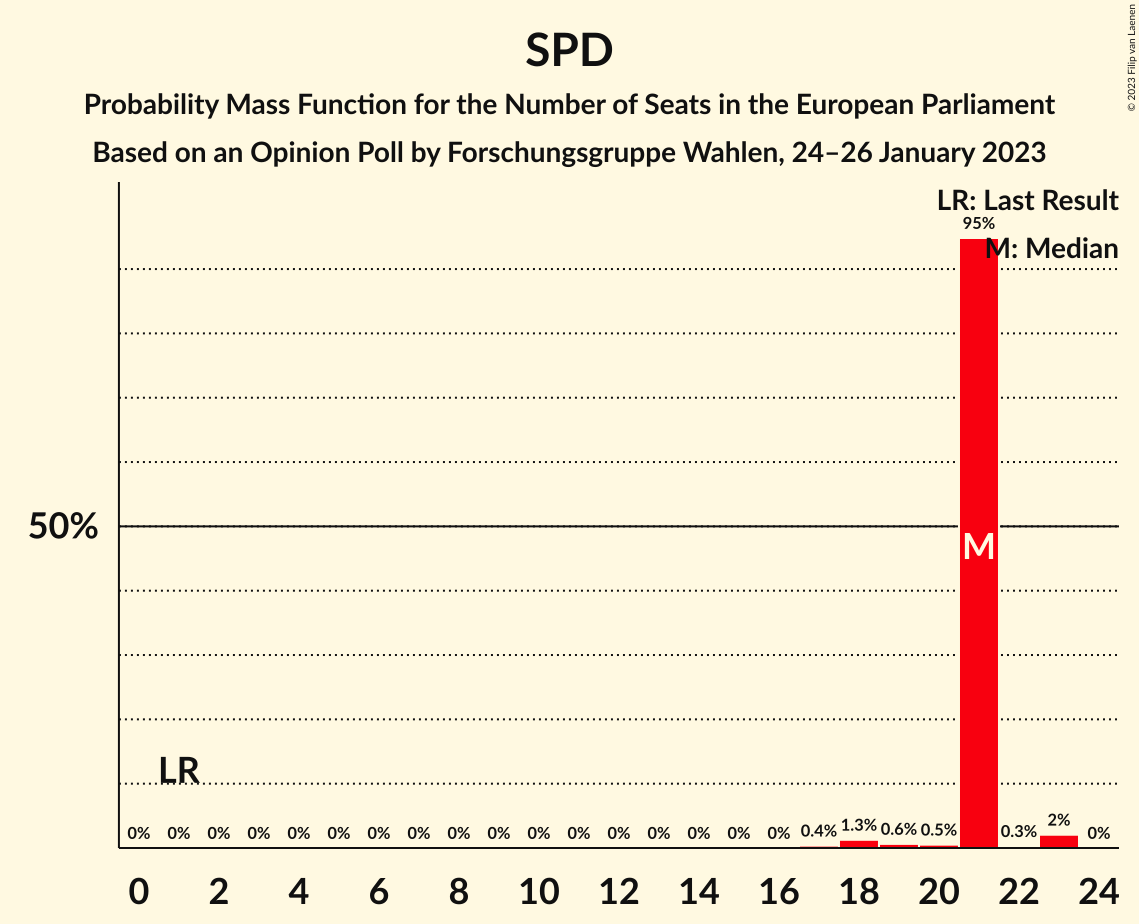 SPD
Probability Mass Function for the Number of Seats in the European Parliament
Based on an Opinion Poll by Forschungsgruppe Wahlen, 24–26 January 2023
© 2023 Filip van Laenen
LR: Last Result
95%
M: Median
50%
M
LR
0% 0% 0% 0% 0% 0% 0% 0% 0% 0% 0% 0% 0% 0% 0% 0% 0% 0.4% 1.3% 0.6% 0.5% 0.3% 2% 0%
0 2 4 6 8 10 12 14 16 18 20 22 24